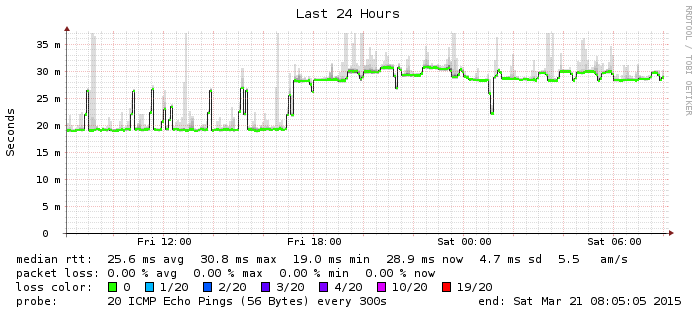 Last 24 Hours
RRDTOOL / TOBI OETIKER
Seconds
35 m
30 m
25 m
20 m
15 m
10 m
5 m
0
Fri 12:00 Fri 18:00 Sat 00:00 Sat 06:00
median rtt: 25.6 ms avg 30.8 ms max 19.0 ms min 28.9 ms now 4.7 ms sd 5.5 am/s
packet loss: 0.00 % avg 0.00 % max 0.00 % min 0.00 % now
loss color: 0 1/20 2/20 3/20 4/20 10/20 19/20
probe: 20 ICMP Echo Pings (56 Bytes) every 300s end: Sat Mar 21 08:05:05 2015